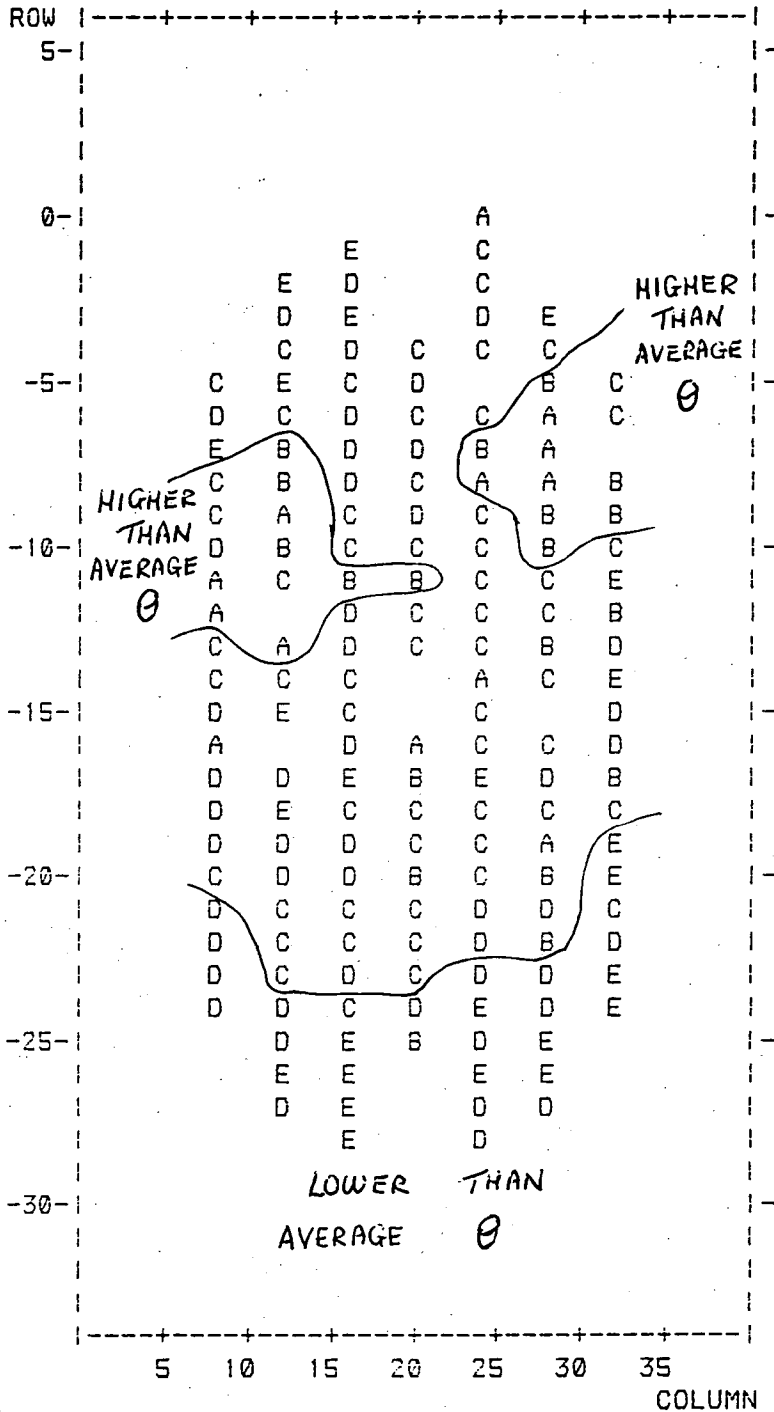 ROW |----+----+----+----+----+----+----+----|
5-| |-
0-| A |-
E C
E D C
D E D E HIGHER
C D C C C THAN
AVERAGE
-5-| C E C D B C |-
θ
D C D C C A C
E B D D B A
C B D C A A B
HIGHER
C A C D C B B
THAN
-10-| D B C C C B C |-
AVERAGE
A C B B C C E
θ
A D C C C B
C A D C C B D
C C C A C E
-15-| D E C C D |-
A D A C C D
D D E B E D B
D E C C C C C
D D D C C A E
-20-| C D D B C B E |-
D C C C D D C
D C C C D B D
D C D C D D E
D D C D E D E
-25-| D E B D E |-
E E E E
D E D D
E D
LOWER THAN
-30-| |-
AVERAGE θ
|----+----+----+----+----+----+----+----|
5 10 15 20 25 30 35
COLUMN